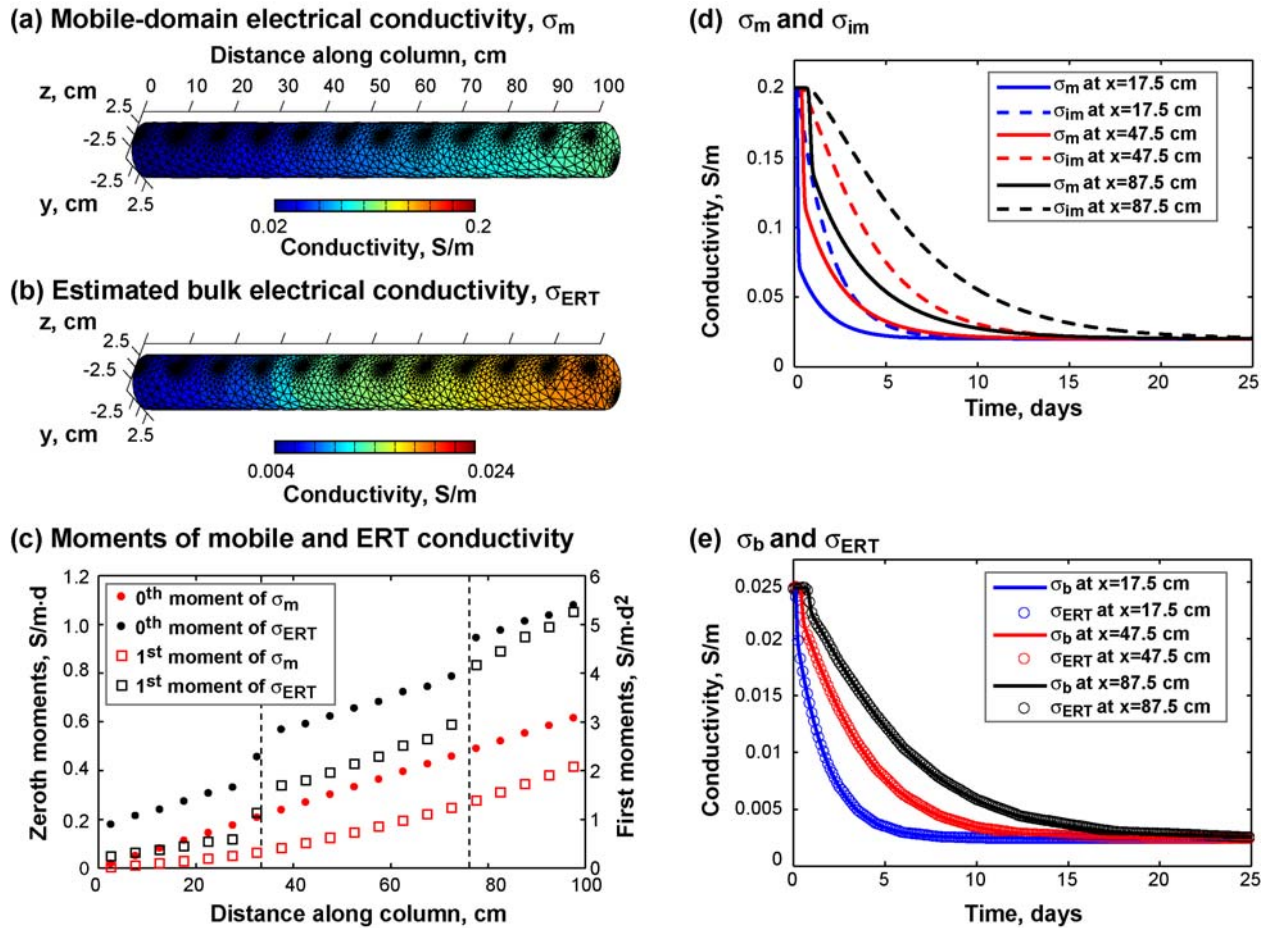 (a) Mobile-domain electrical conductivity, σm
Distance along column, cm
z, cm 0 10 20 30 40 50 60 70 80 90 100
2.5
-2.5
-2.5
y, cm 2.5
0.02 0.2
Conductivity, S/m
(b) Estimated bulk electrical conductivity, σERT
z, cm
2.5
-2.5
-2.5
y, cm 2.5
0.004 0.024
Conductivity, S/m
(c) Moments of mobile and ERT conductivity
Zeroth moments, S/m·d
1.2
1.0
0.8
0.6
0.4
0.2
0
0th moment of σm
0th moment of σERT
1st moment of σm
1st moment of σERT
6
5
4
3
2
1
0
First moments, S/m·d2
0 20 40 60 80 100
Distance along column, cm
(d) σm and σim
Conductivity, S/m
0.2
0.15
0.1
0.05
0
σm at x=17.5 cm
σim at x=17.5 cm
σm at x=47.5 cm
σim at x=47.5 cm
σm at x=87.5 cm
σim at x=87.5 cm
0 5 10 15 20 25
Time, days
(e) σb and σERT
Conductivity, S/m
0.025
0.02
0.015
0.01
0.005
0
σb at x=17.5 cm
σERT at x=17.5 cm
σb at x=47.5 cm
σERT at x=47.5 cm
σb at x=87.5 cm
σERT at x=87.5 cm
0 5 10 15 20 25
Time, days